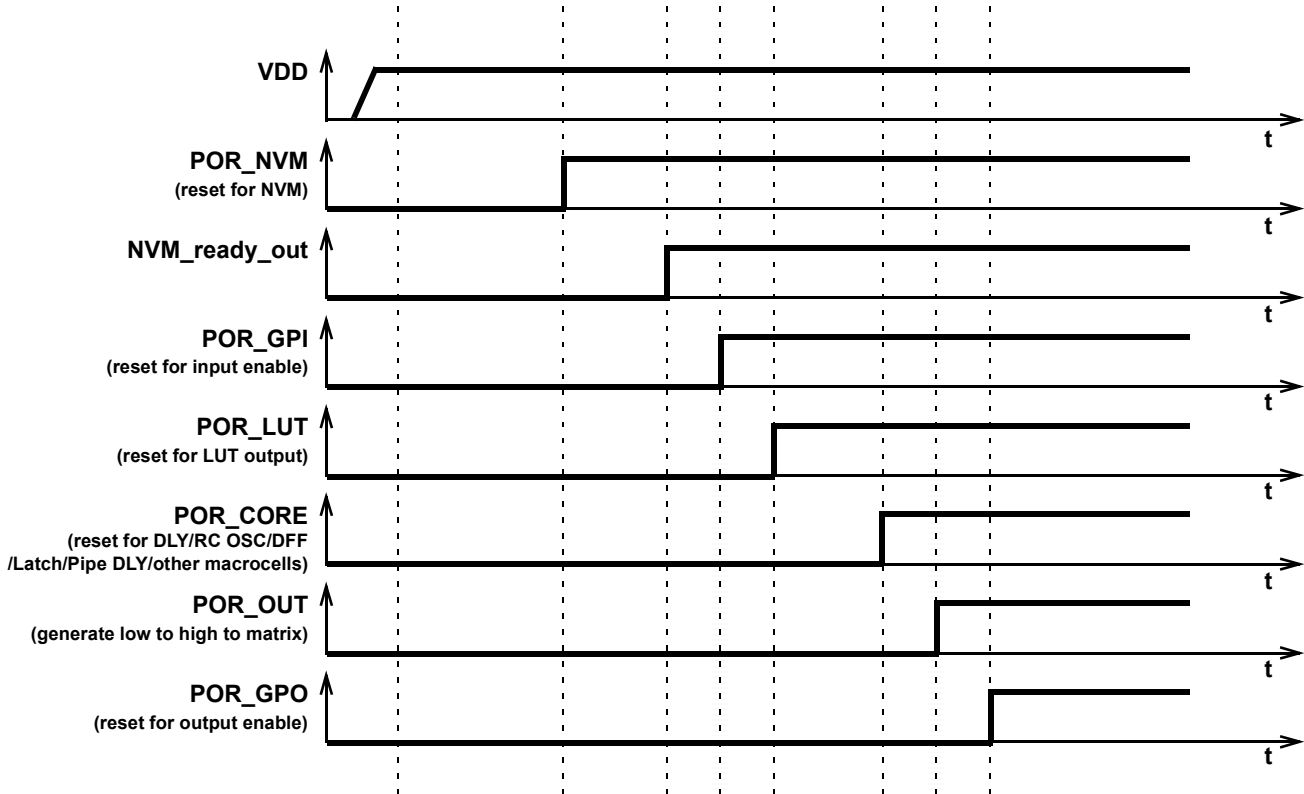 VDD
t
POR_NVM
(reset for NVM)
t
NVM_ready_out
t
POR_GPI
(reset for input enable)
t
POR_LUT
(reset for LUT output)
t
POR_CORE
(reset for DLY/RC OSC/DFF
/Latch/Pipe DLY/other macrocells)
t
POR_OUT
(generate low to high to matrix)
t
POR_GPO
(reset for output enable)
t